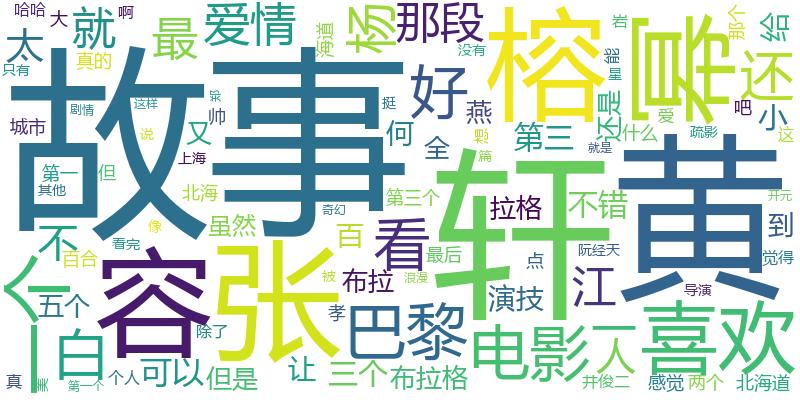 哈哈
大
啊
就
爱情
海道
杨
那段
没有
榕
幂
岩
那个
给
太
最
真的
只有
故事
好
还
能
星
剧情
这样
梁
挺
燕
还是
爱
吧
小
城市
说
帅
又
何
想
第三
什么
疏影
这
第一
但
上海
全
篇
就是
轩
黄
其他
北海
奇幻
第三个
拉格
不错
开元
到
不
像
虽然
百
看
个
容
张
看完
百合
最后
点
阮经天
觉得
被
布拉
浪漫
演技
江
导演
五个
孝
白
除了
巴黎
电影
一
人
喜欢
真
美
第一个
个人
可以
但是
让
三个
布拉格
井俊二
感觉
两个
北海道